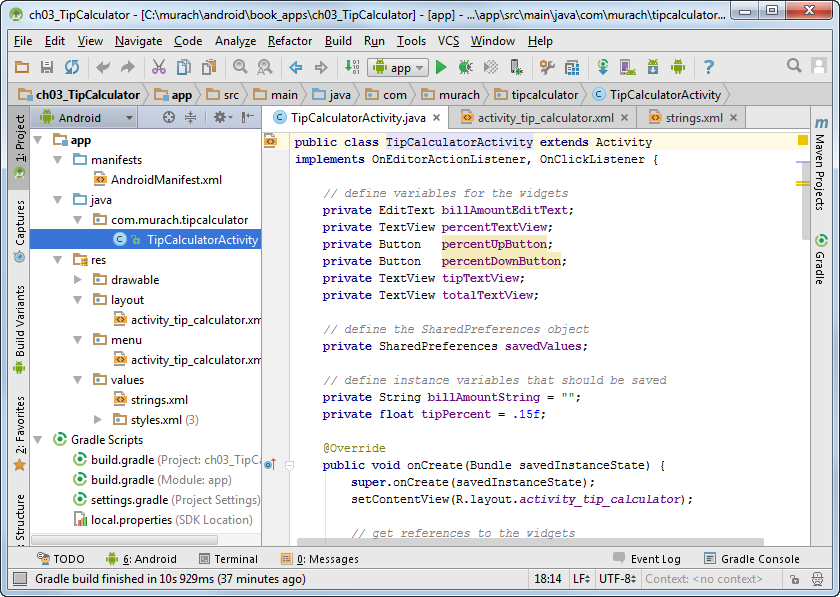 ch03_TipCalculator - [C:\murach\android\book_apps\ch03_TipCalculator] - [app] - ...\app\src\main\java\com\murach\tipcalculator...
File Edit View Navigate Code Analyze Refactor Build Run Tools VCS Window Help
app
ch03_TipCalculator app src main java com murach tipcalculator TipCalculatorActivity
Android
TipCalculatorActivity.java activity_tip_calculator.xml strings.xml
1: Project
Captures
Build Variants
2: Favorites
Structure
app
manifests
AndroidManifest.xml
java
com.murach.tipcalculator
TipCalculatorActivity
res
drawable
layout
activity_tip_calculator.xm
menu
activity_tip_calculator.xm
values
strings.xml
styles.xml (3)
Gradle Scripts
build.gradle (Project: ch03_TipCa
build.gradle (Module: app)
settings.gradle (Project Settings)
local.properties (SDK Location)
public class TipCalculatorActivity extends Activity
implements OnEditorActionListener, OnClickListener {
// define variables for the widgets
private EditText billAmountEditText;
private TextView percentTextView;
private Button percentUpButton;
private Button percentDownButton;
private TextView tipTextView;
private TextView totalTextView;
// define the SharedPreferences object
private SharedPreferences savedValues;
// define instance variables that should be saved
private String billAmountString = "";
private float tipPercent = .15f;
@Override
public void onCreate(Bundle savedInstanceState) {
super.onCreate(savedInstanceState);
setContentView(R.layout.activity_tip_calculator);
// get references to the widgets
m
Maven Projects
Gradle
TODO 6: Android Terminal 0: Messages Event Log Gradle Console
Gradle build finished in 10s 929ms (37 minutes ago) 18:14 LF UTF-8 Context: <no context>